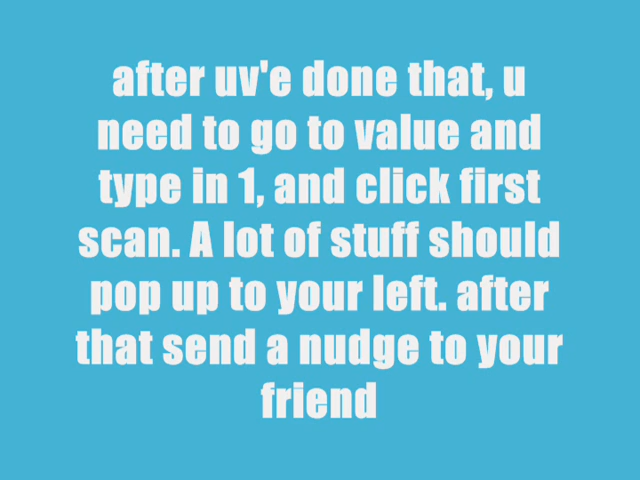 after uv'e done that, u
need to go to value and
type in 1, and click first
scan. A lot of stuff should
pop up to your left. after
that send a nudge to your
friend